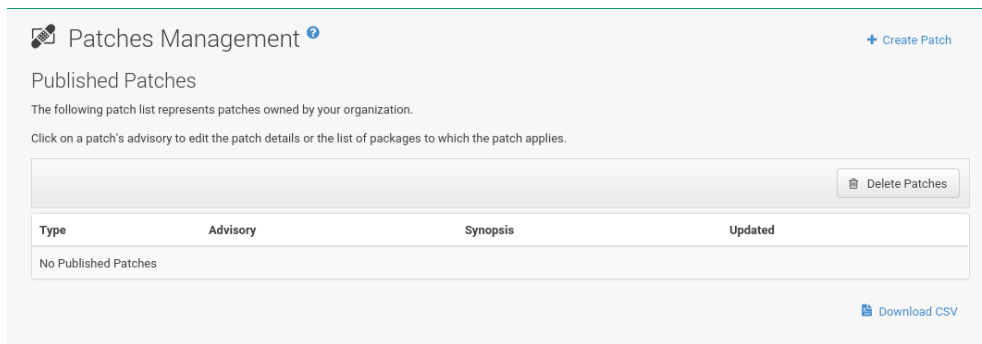 Patches Management ?
+ Create Patch
Published Patches
The following patch list represents patches owned by your organization.
Click on a patch's advisory to edit the patch details or the list of packages to which the patch applies.
Delete Patches
Type Advisory Synopsis Updated
No Published Patches
Download CSV